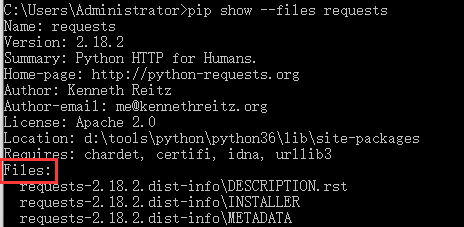 C:\Users\Administrator>pip show --files requests
Name: requests
Version: 2.18.2
Summary: Python HTTP for Humans.
Home-page: http://python-requests.org
Author: Kenneth Reitz
Author-email: me@kennethreitz.org
License: Apache 2.0
Location: d:\tools\python\python36\lib\site-packages
Requires: chardet, certifi, idna, urllib3
Files:
  requests-2.18.2.dist-info\DESCRIPTION.rst
  requests-2.18.2.dist-info\INSTALLER
  requests-2.18.2.dist-info\METADATA